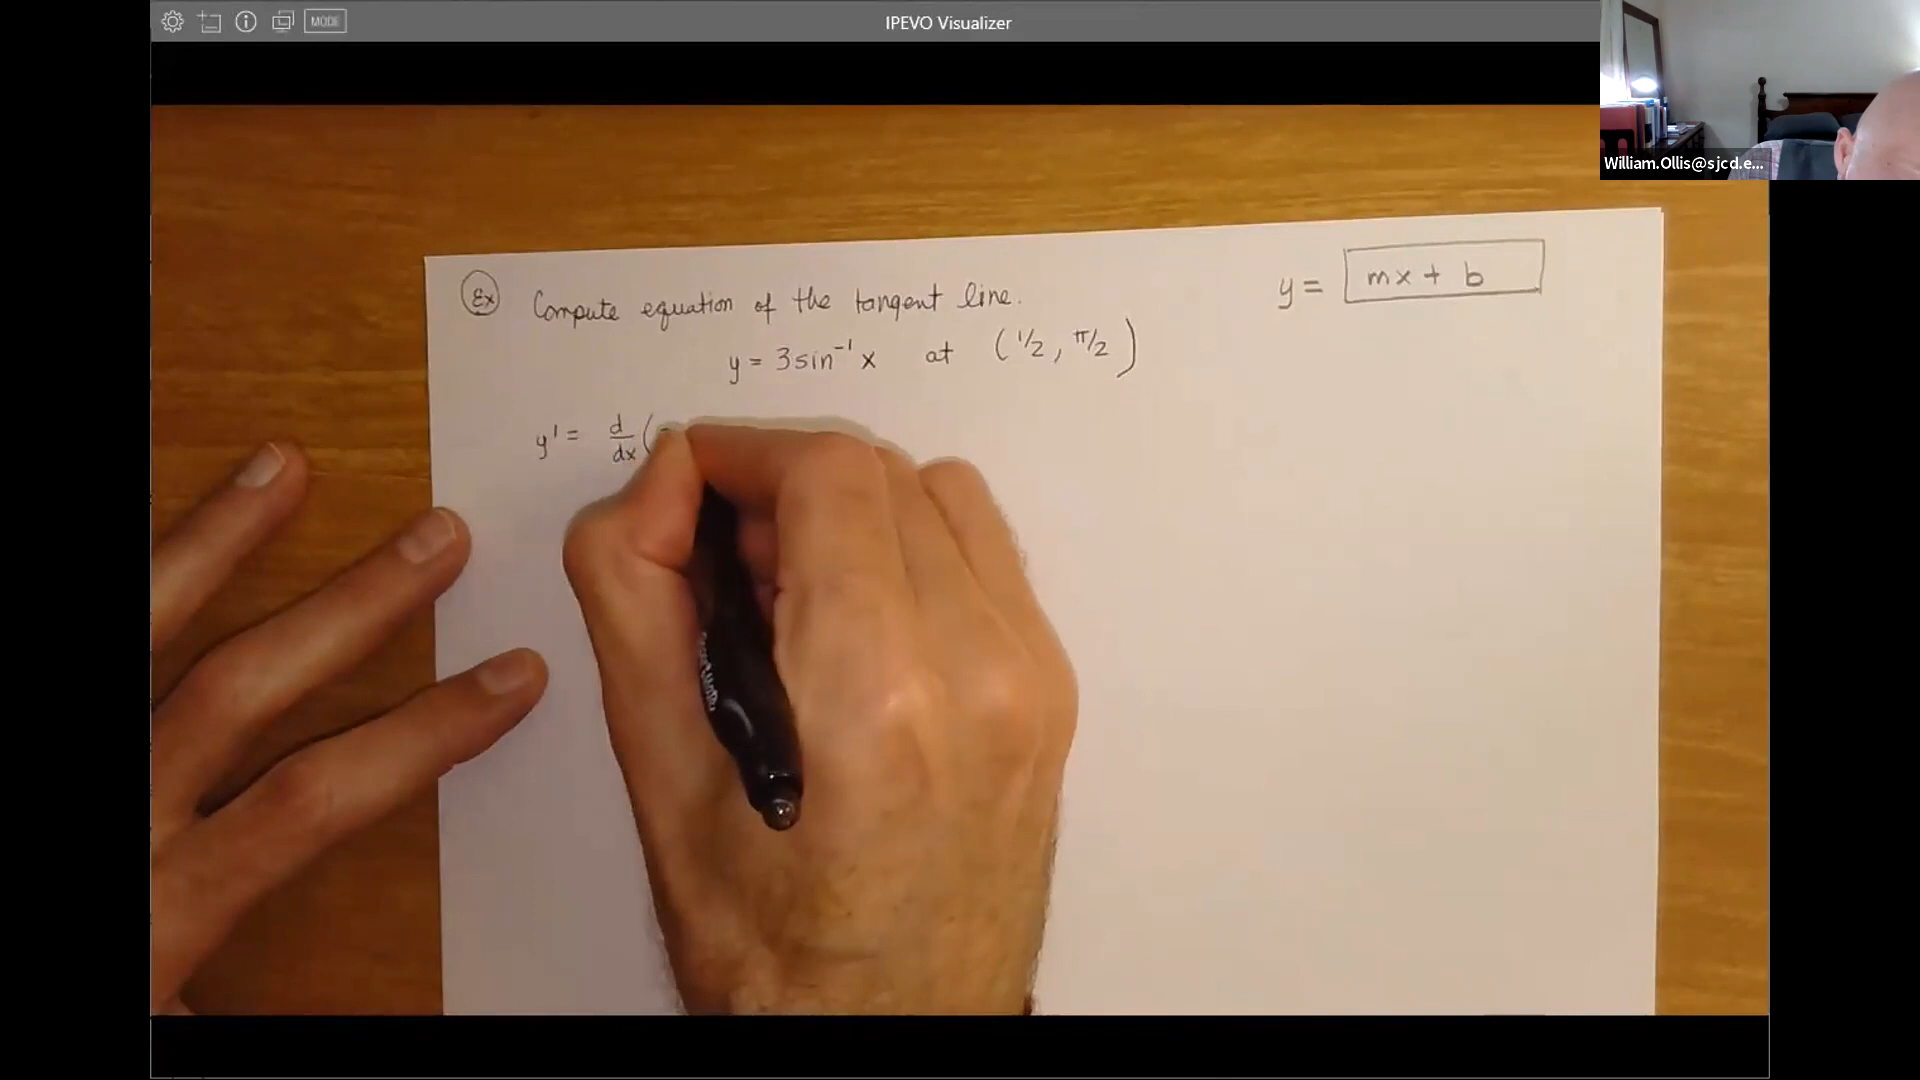 MODE
IPEVO Visualizer
William.Ollis@sjcd.e...
Ex Compute equation of the tangent line.
y = mx + b
y = 3sin⁻¹ x at (1/2, π/2)
y' = d/dx (